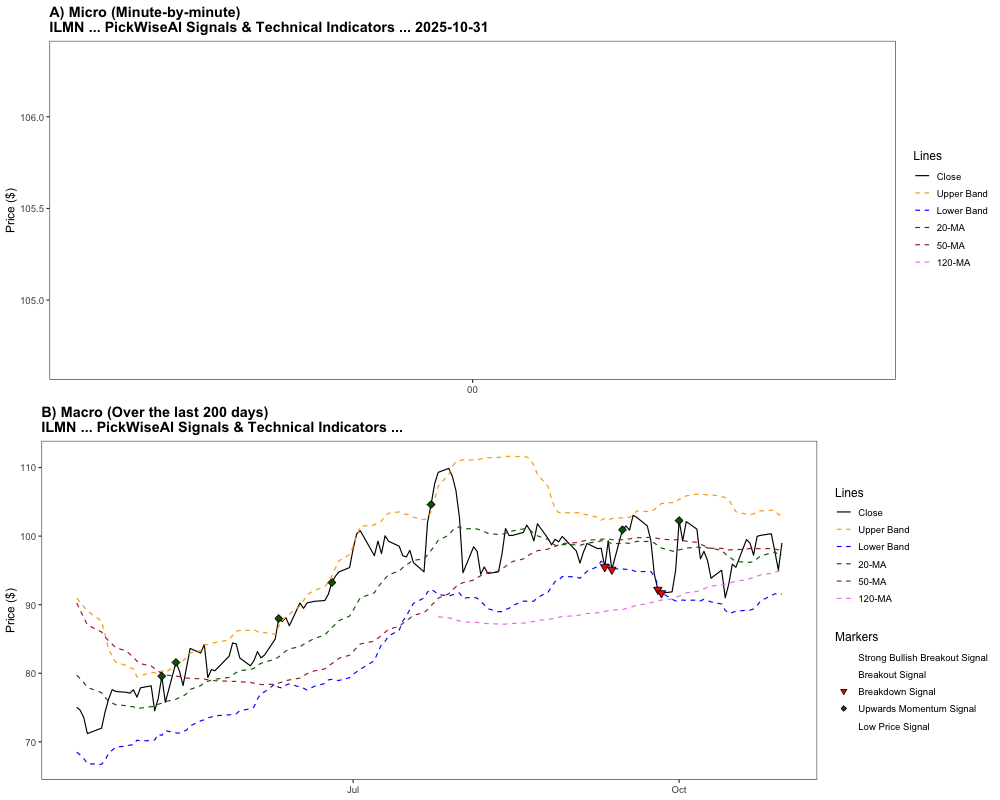 A) Micro (Minute-by-minute)
ILMN ... PickWiseAI Signals & Technical Indicators ... 2025-10-31
Price ($)
106.0
105.5
105.0
00
Lines
Close
Upper Band
Lower Band
20-MA
50-MA
120-MA
B) Macro (Over the last 200 days)
ILMN ... PickWiseAI Signals & Technical Indicators ...
Price ($)
110
100
90
80
70
Jul
Oct
Lines
Close
Upper Band
Lower Band
20-MA
50-MA
120-MA
Markers
Strong Bullish Breakout Signal
Breakout Signal
Breakdown Signal
Upwards Momentum Signal
Low Price Signal